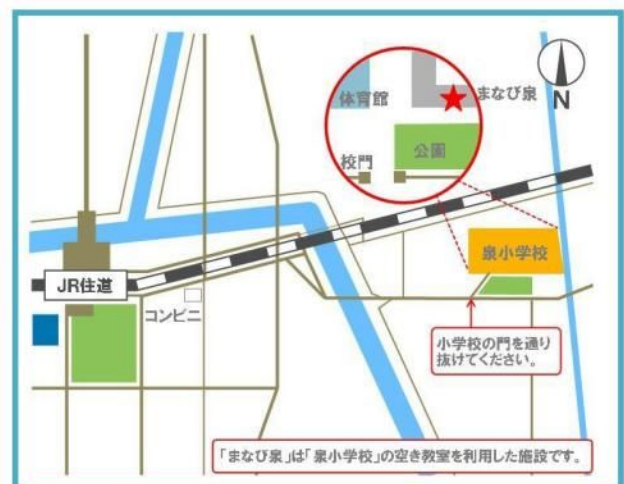 体育館
まなび泉
N
公園
校門
泉小学校
JR住道
コンビニ
小学校の門を通り
抜けてください。
「まなび泉」は「泉小学校」の空き教室を利用した施設です。